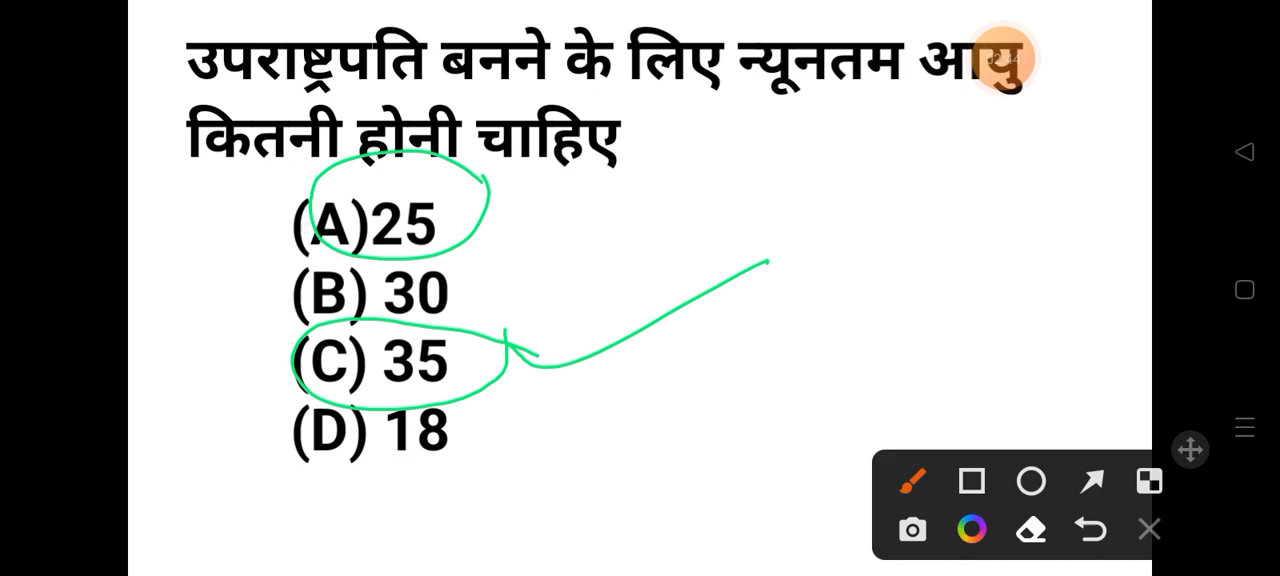 उपराष्ट्रपति बनने के लिए न्यूनतम आयु
कितनी होनी चाहिए
(A)25
(B) 30
(C) 35
(D) 18